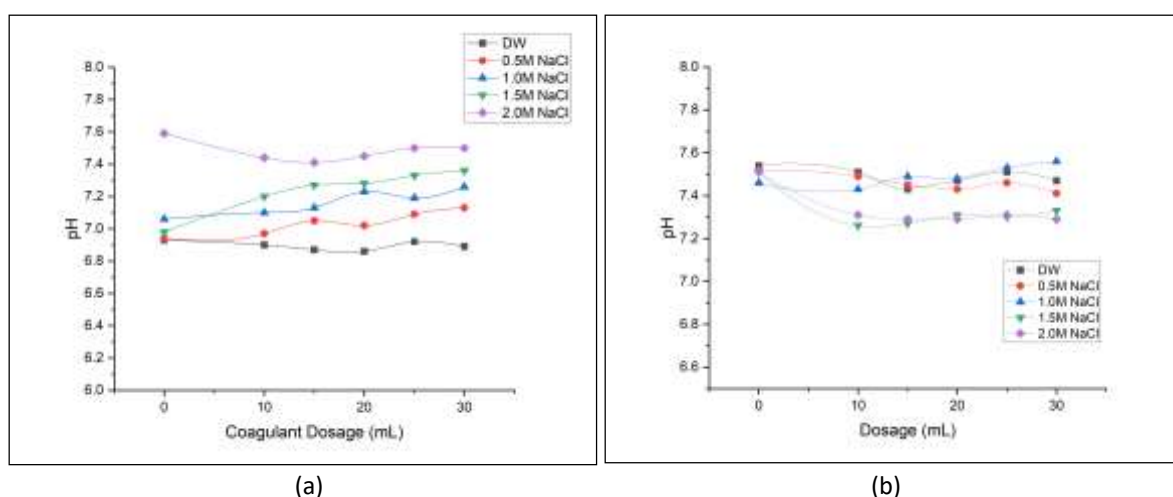 DW
0.5M NaCl
1.0M NaCl
1.5M NaCl
2.0M NaCl
8.0
7.8
7.6
7.4
7.2
7.0
6.8
6.6
6.4
6.2
6.0
pH
0
10
20
30
Coagulant Dosage (mL)
(a)
8.0
7.8
7.6
7.4
7.2
7.0
6.8
6.6
pH
DW
0.5M NaCl
1.0M NaCl
1.5M NaCl
2.0M NaCl
0
10
20
30
Dosage (mL)
(b)